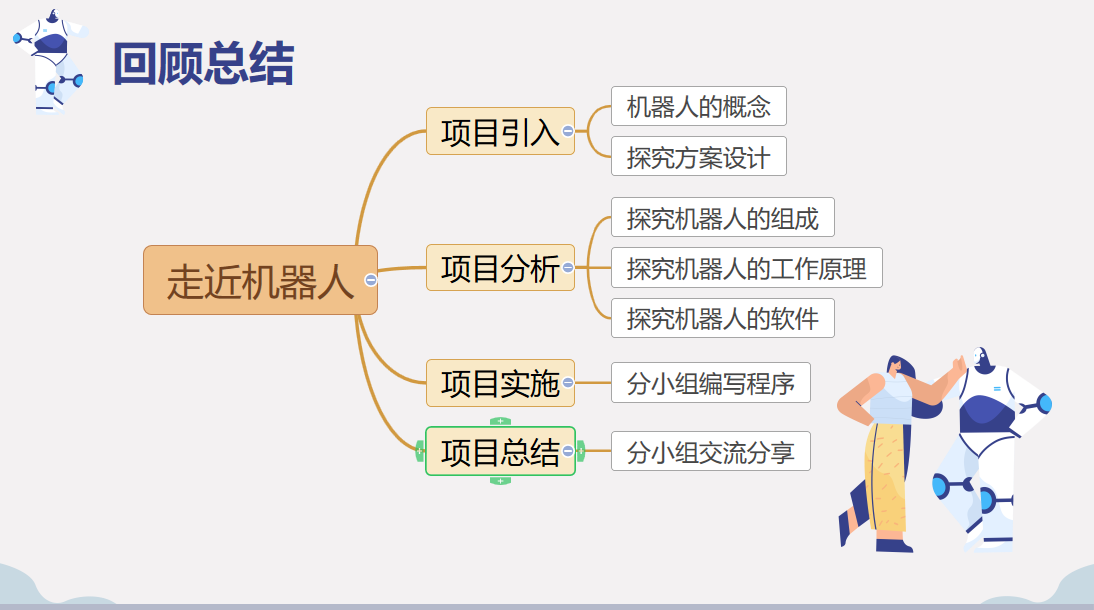 回顾总结
走近机器人
项目引入
机器人的概念
探究方案设计
项目分析
探究机器人的组成
探究机器人的工作原理
探究机器人的软件
项目实施
分小组编写程序
项目总结
分小组交流分享